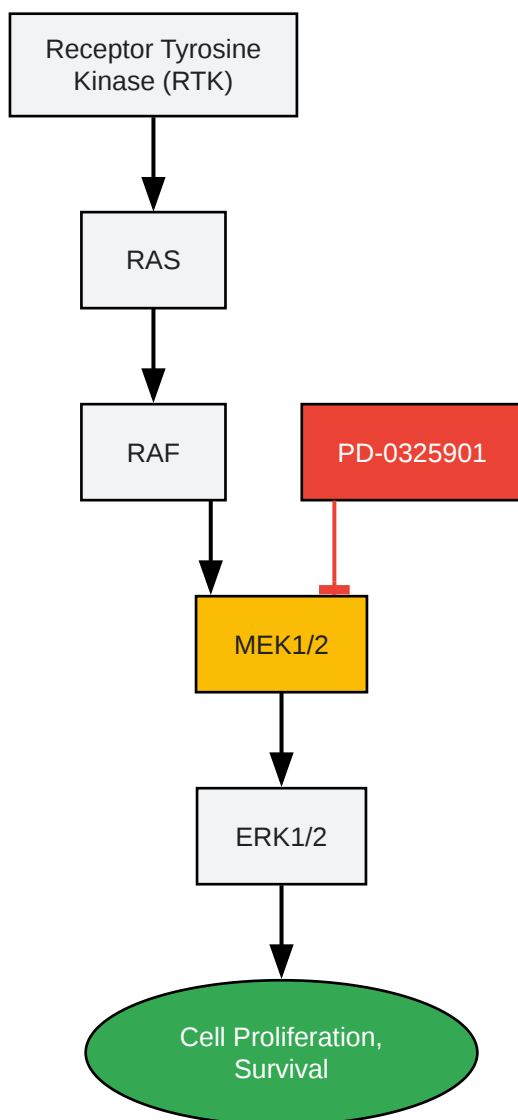 Receptor Tyrosine
Kinase (RTK)
RAS
RAF
PD-0325901
MEK1/2
ERK1/2
Cell Proliferation,
Survival